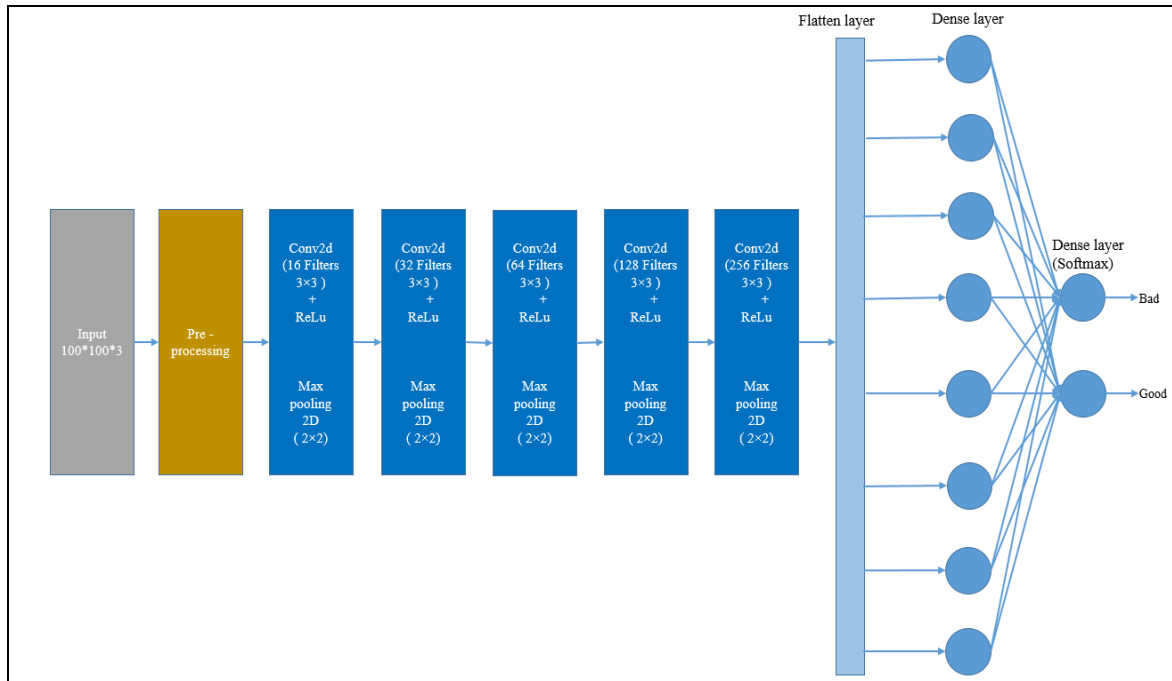 Flatten layer
Dense layer
Input
100*100*3
Pre -
processing
Conv2d
(16 Filters
3×3 )
+
ReLu
Max
pooling
2D
( 2×2)
Conv2d
(32 Filters
3×3 )
+
ReLu
Max
pooling
2D
( 2×2)
Conv2d
(64 Filters
3×3 )
+
ReLu
Max
pooling
2D
( 2×2)
Conv2d
(128 Filters
3×3 )
+
ReLu
Max
pooling
2D
( 2×2)
Conv2d
(256 Filters
3×3 )
+
ReLu
Max
pooling
2D
( 2×2)
Dense layer
(Softmax)
Bad
Good